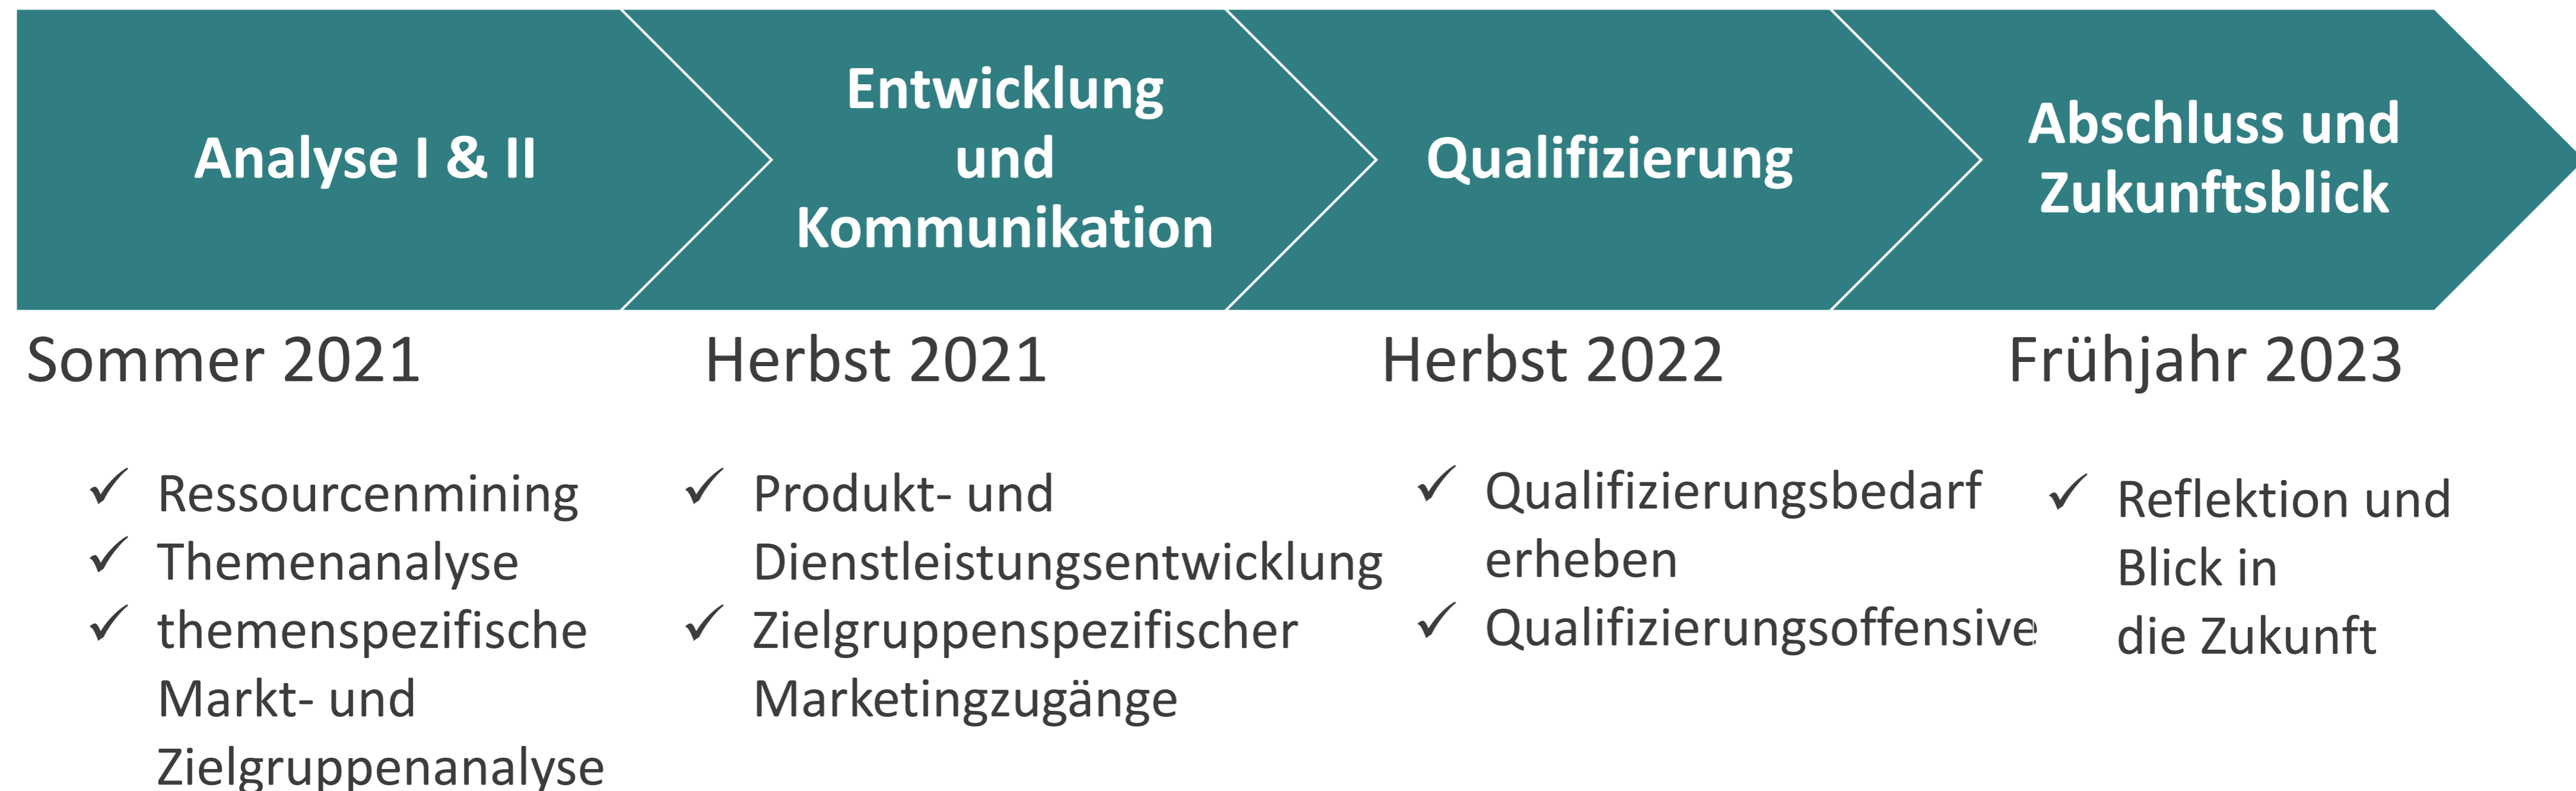 Analyse I & II
Entwicklung
und
Kommunikation
Qualifizierung
Abschluss und
Zukunftsblick
Sommer 2021
Herbst 2021
Herbst 2022
Frühjahr 2023
✓ Ressourcenmining
✓ Themenanalyse
✓ themenspezifische
Markt- und
Zielgruppenanalyse
✓ Produkt- und
Dienstleistungsentwicklung
✓ Zielgruppenspezifischer
Marketingzugänge
✓ Qualifizierungsbedarf
erheben
✓ Qualifizierungsoffensive
✓ Reflektion und
Blick in
die Zukunft